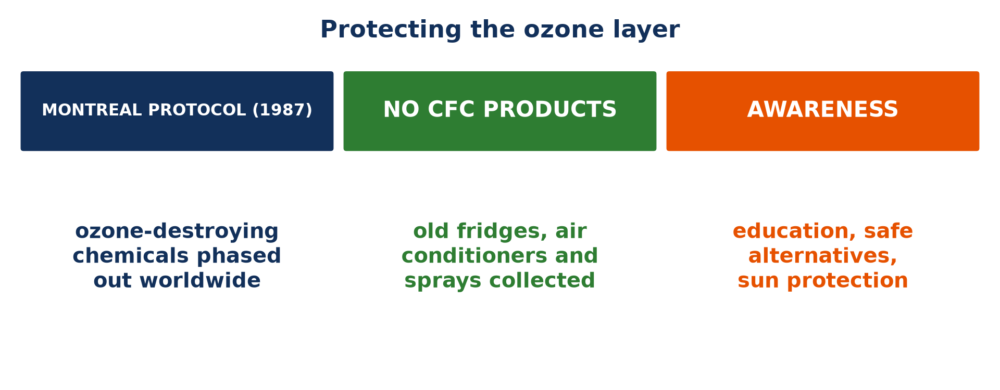 Protecting the ozone layer
MONTREAL PROTOCOL (1987)
NO CFC PRODUCTS
AWARENESS
ozone-destroying
chemicals phased
out worldwide
old fridges, air
conditioners and
sprays collected
education, safe
alternatives,
sun protection